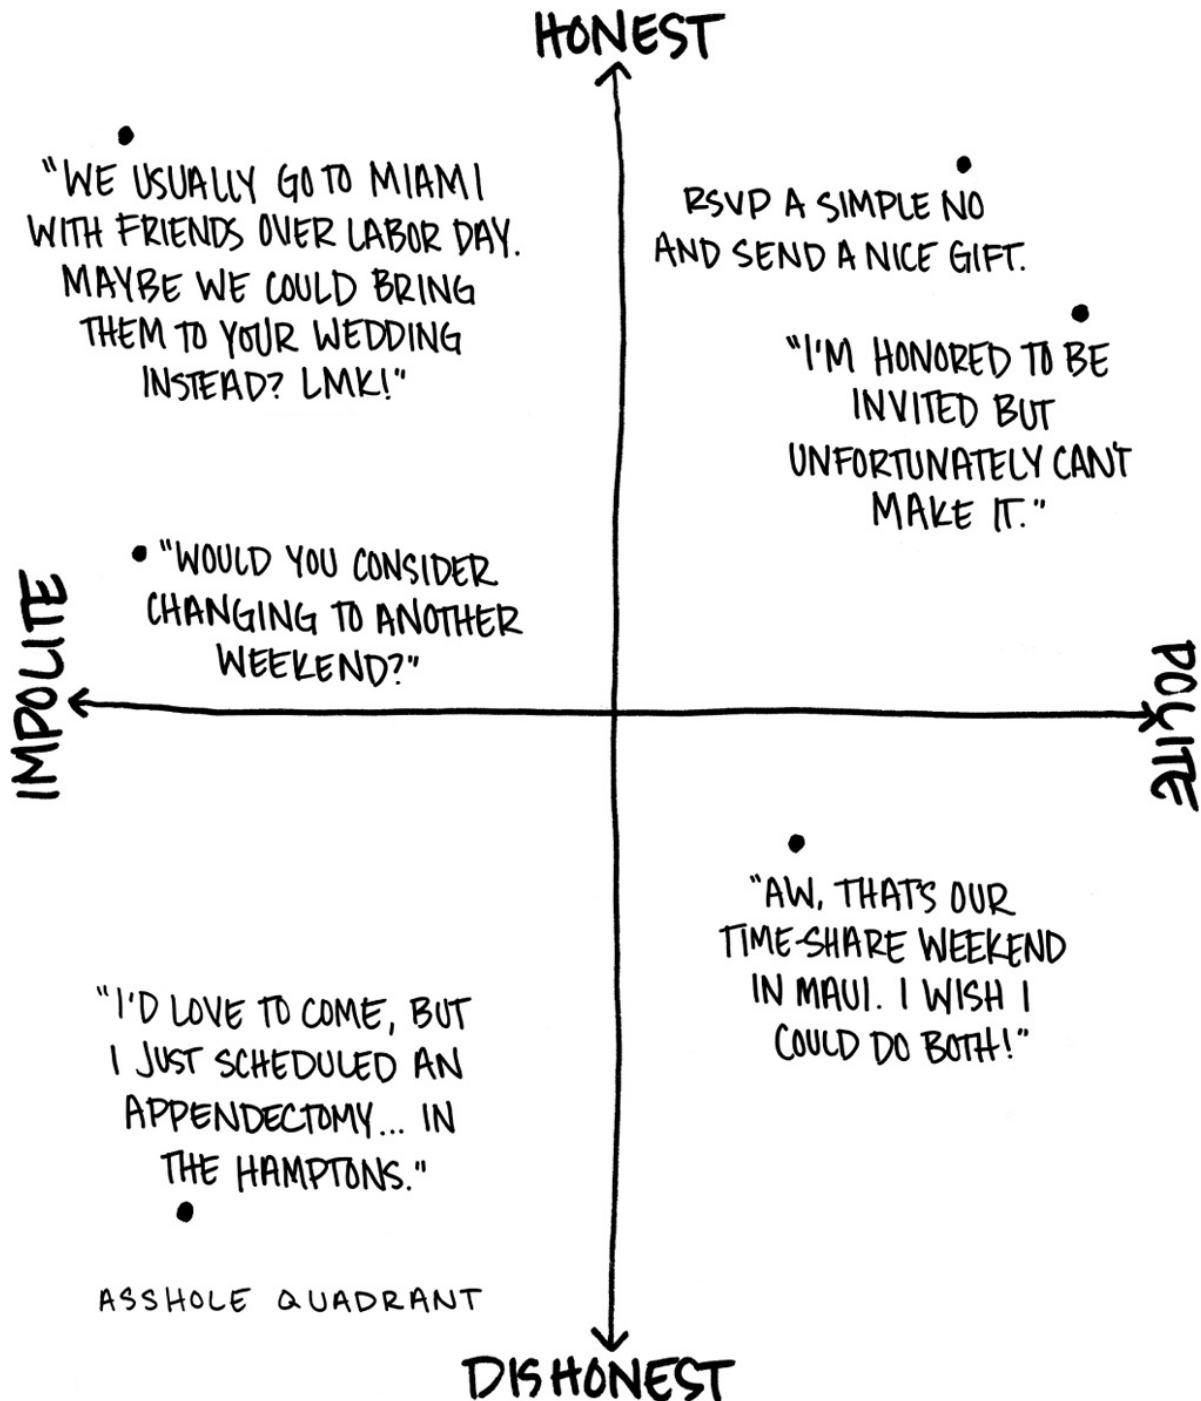 HONEST
"WE USUALLY GO TO MIAMI
WITH FRIENDS OVER LABOR DAY.
MAYBE WE COULD BRING
THEM TO YOUR WEDDING
INSTEAD? LMK!"
RSVP A SIMPLE NO
AND SEND A NICE GIFT.
"I'M HONORED TO BE
INVITED BUT
UNFORTUNATELY CAN'T
MAKE IT."
"WOULD YOU CONSIDER
CHANGING TO ANOTHER
WEEKEND?"
IMPOLITE
POLITE
"AW, THAT'S OUR
TIME-SHARE WEEKEND
IN MAUI. I WISH I
COULD DO BOTH!"
"I'D LOVE TO COME, BUT
I JUST SCHEDULED AN
APPENDECTOMY... IN
THE HAMPTONS."
ASSHOLE QUADRANT
DISHONEST